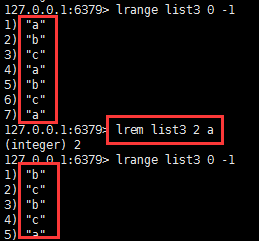 127.0.0.1:6379> lrange list3 0 -1
1) "a"
2) "b"
3) "c"
4) "a"
5) "b"
6) "c"
7) "a"
127.0.0.1:6379> lrem list3 2 a
(integer) 2
127.0.0.1:6379> lrange list3 0 -1
1) "b"
2) "c"
3) "b"
4) "c"
5) "a"